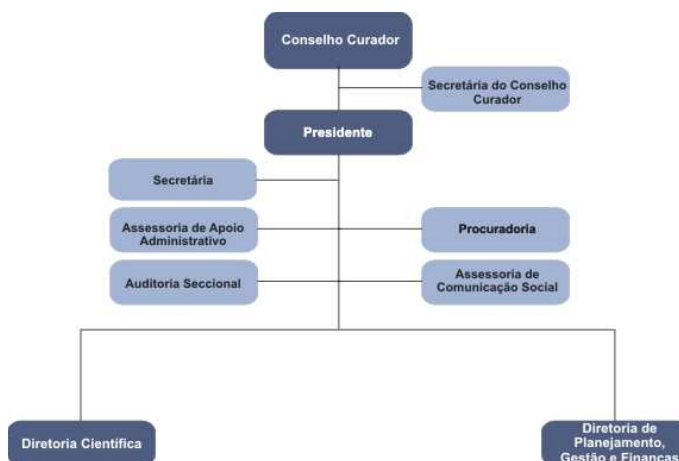 Conselho Curador
Secretária do Conselho
Curador
Presidente
Secretária
Assessoria de Apoio
Administrativo
Procuradoria
Auditoria Seccional
Assessoria de
Comunicação Social
Diretoria Científica
Diretoria de
Planejamento,
Gestão e Finanças